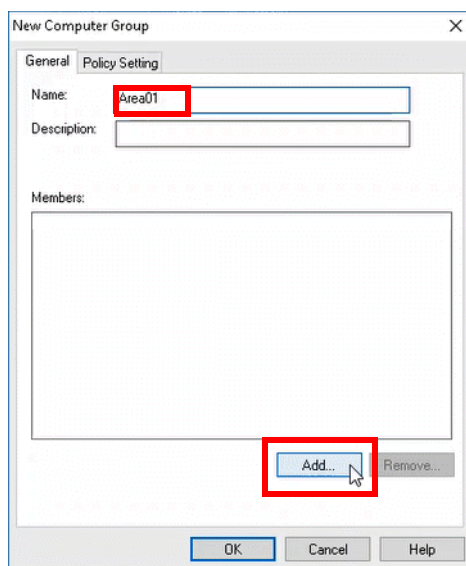 New Computer Group
General Policy Setting
Name: Area01
Description:
Members:
Add... Remove...
OK Cancel Help